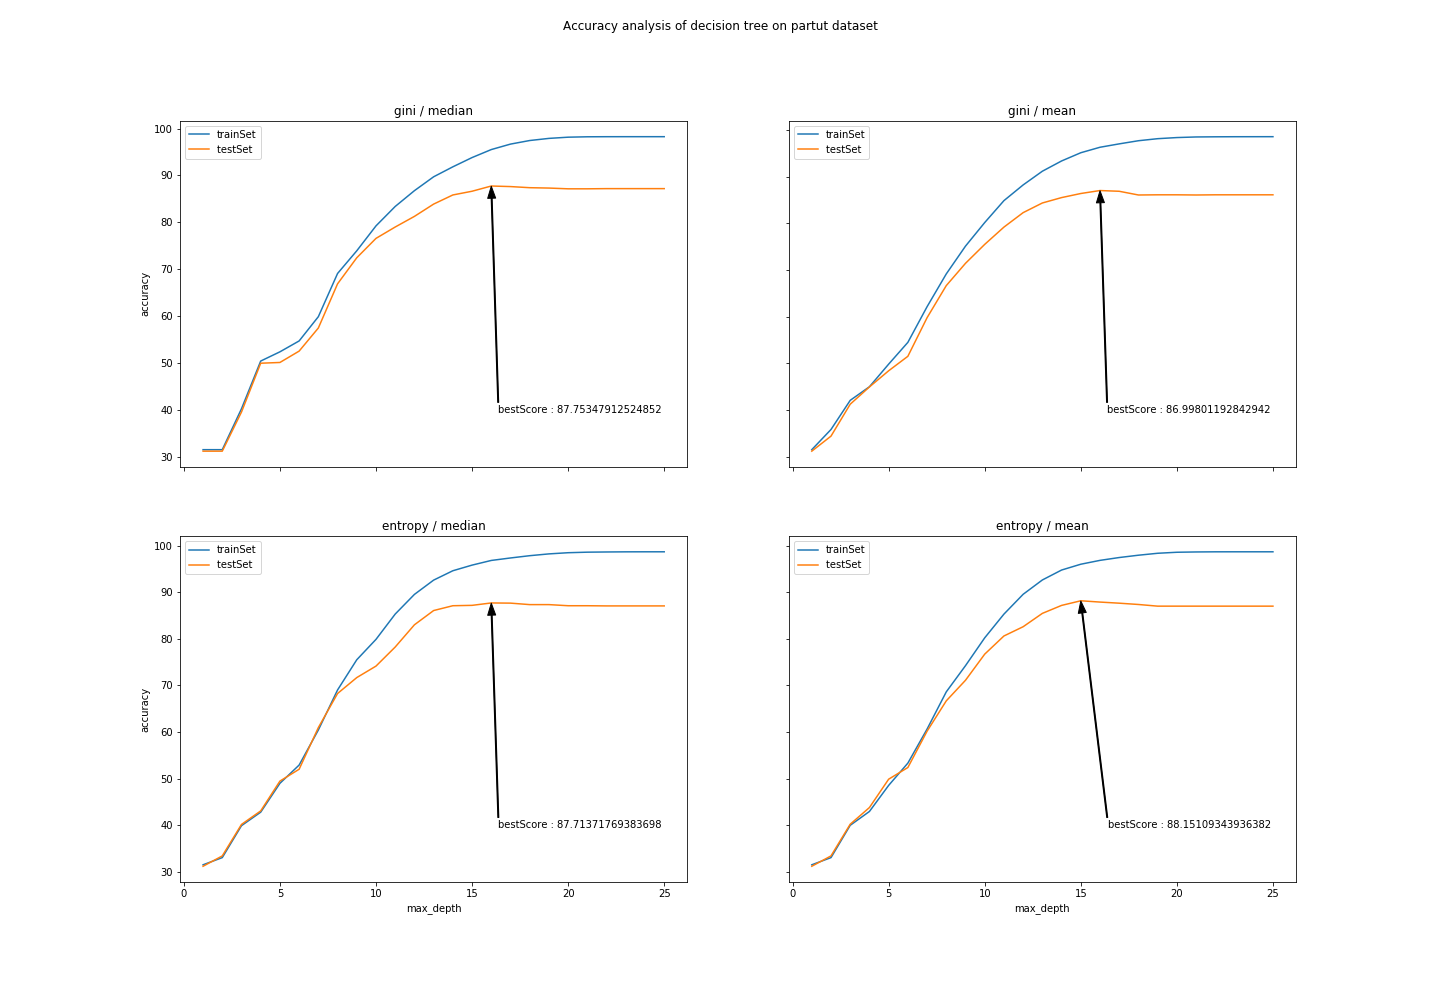 Accuracy analysis of decision tree on partut dataset
gini / median
trainSet
testSet
100
90
80
70
60
50
40
30
accuracy
bestScore : 87.75347912524852
gini / mean
trainSet
testSet
bestScore : 86.99801192842942
entropy / median
trainSet
testSet
100
90
80
70
60
50
40
30
accuracy
bestScore : 87.71371769383698
0 5 10 15 20 25
max_depth
entropy / mean
trainSet
testSet
bestScore : 88.15109343936382
0 5 10 15 20 25
max_depth